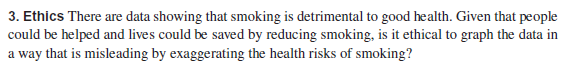 3. Ethics There are data showing that smoking is detrimental to good health. Given that people
could be helped and lives could be saved by reducing smoking, is it ethical to graph the data in
a way that is misleading by exaggerating the health risks of smoking?